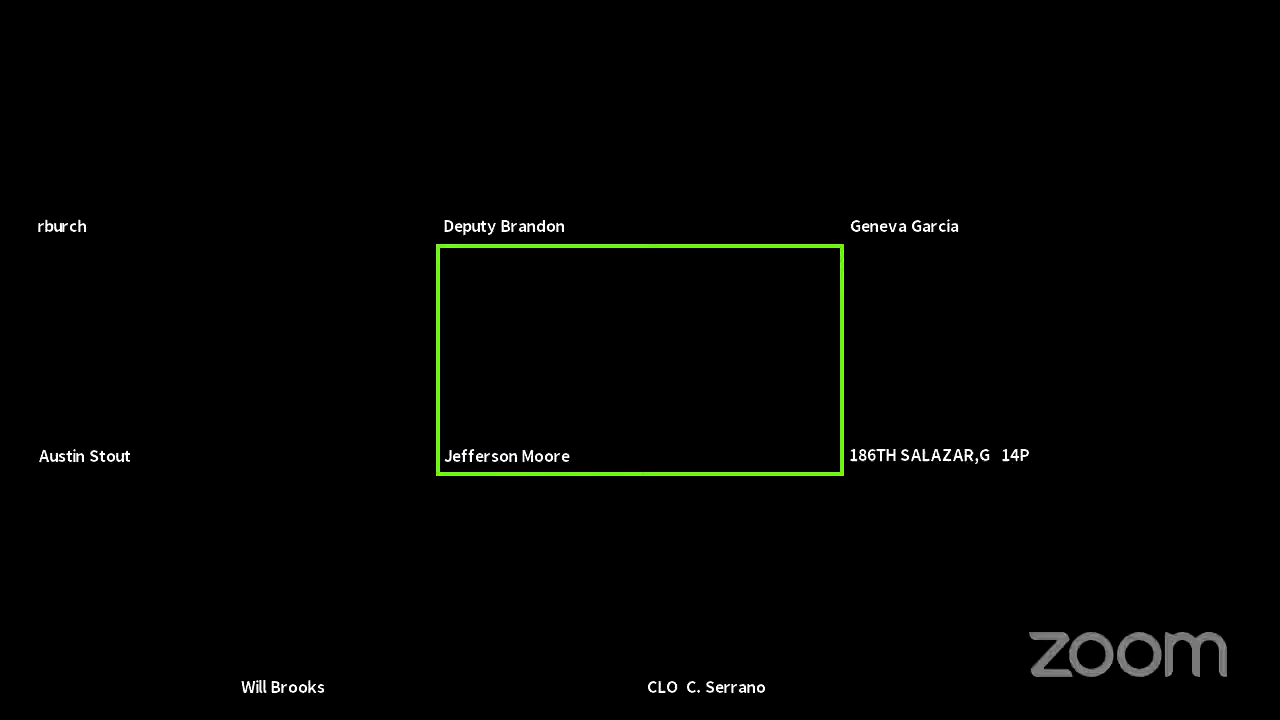 rburch
Deputy Brandon
Geneva Garcia
Austin Stout
Jefferson Moore
186TH SALAZAR,G 14P
Will Brooks
CLO C. Serrano
zoom